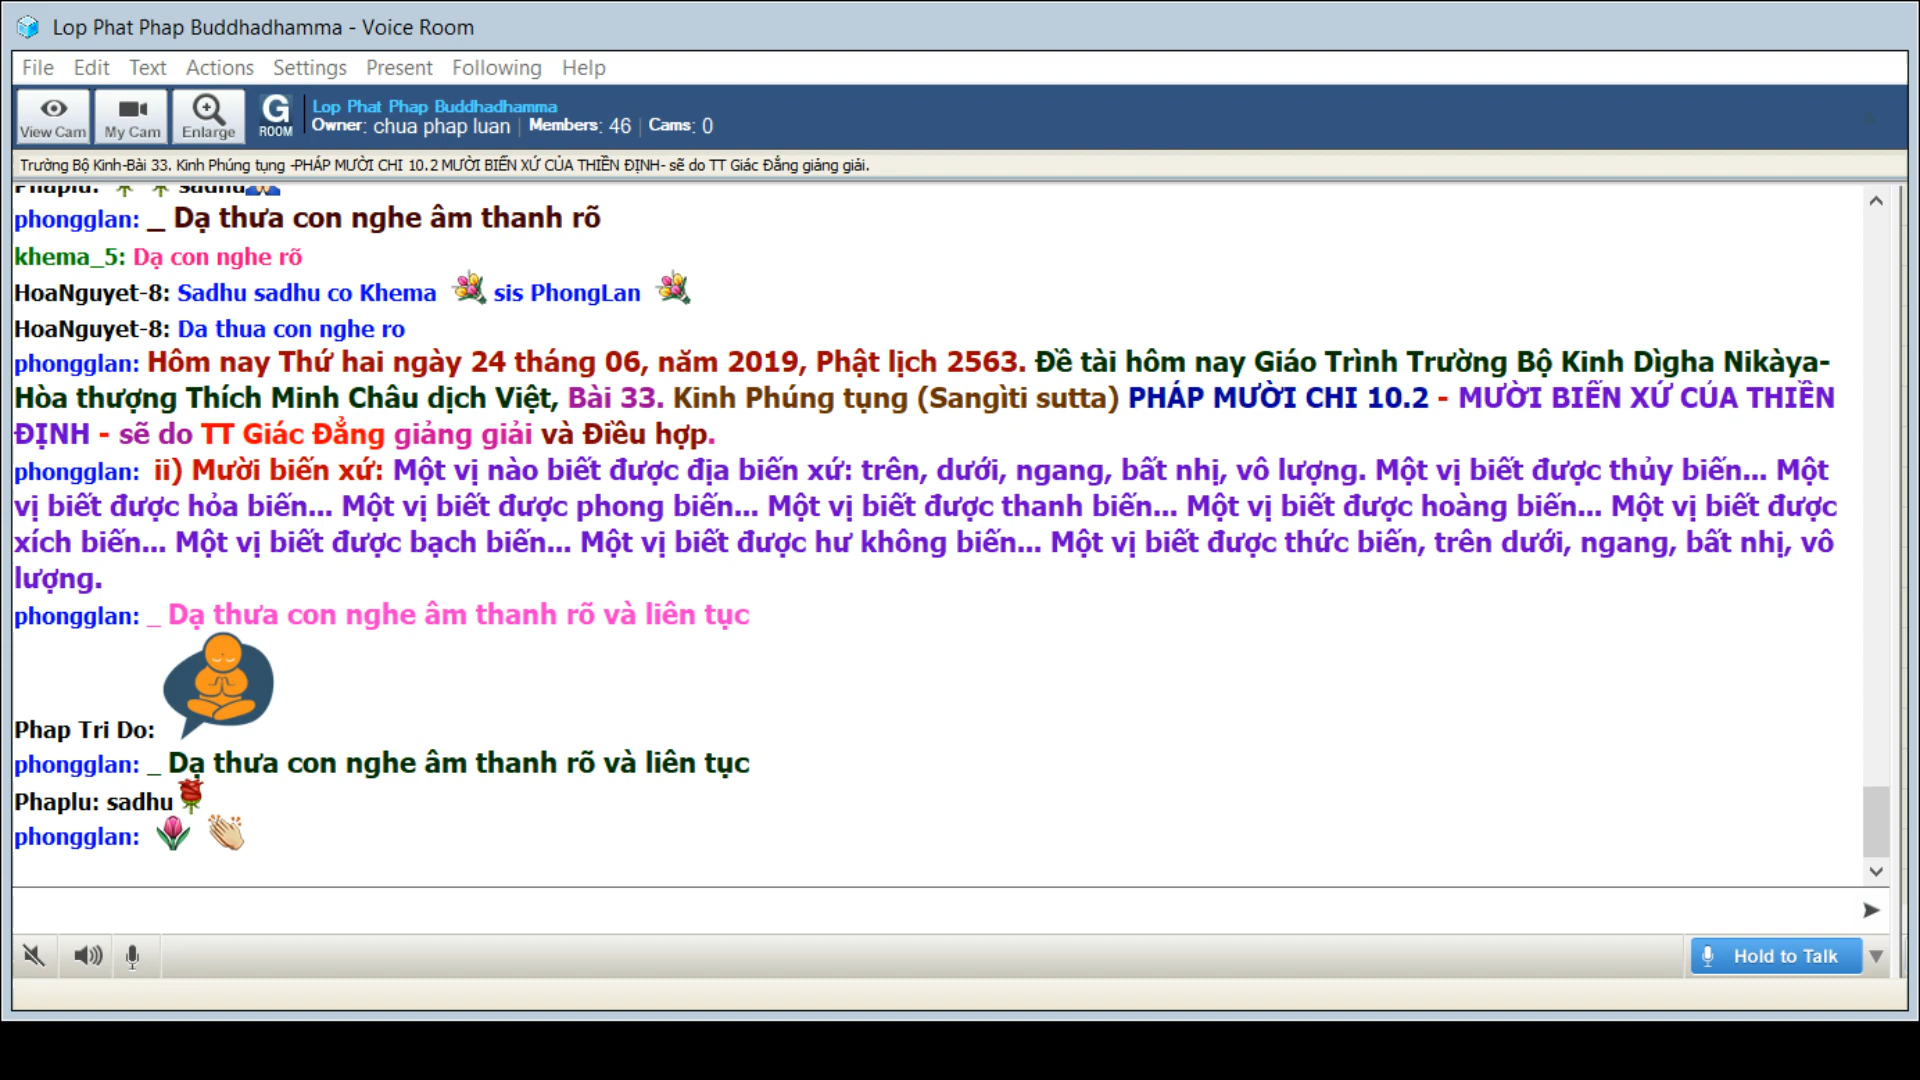 Lop Phat Phap Buddhadhamma - Voice Room
File Edit Text Actions Settings Present Following Help
View Cam My Cam Enlarge G ROOM
Lop Phat Phap Buddhadhamma
Owner: chua phap luan | Members: 46 | Cams: 0
Trường Bộ Kinh-Bài 33. Kinh Phúng tụng -PHÁP MƯỜI CHI 10.2 MƯỜI BIẾN XỨ CỦA THIỀN ĐỊNH- sẽ do TT Giác Đẳng giảng giải.
Phaplu: sadhu
phongglan: _ Dạ thưa con nghe âm thanh rõ
khema_5: Dạ con nghe rõ
HoaNguyet-8: Sadhu sadhu co Khema sis PhongLan
HoaNguyet-8: Da thua con nghe ro
phongglan: Hôm nay Thứ hai ngày 24 tháng 06, năm 2019, Phật lịch 2563. Đề tài hôm nay Giáo Trình Trường Bộ Kinh Dìgha Nikàya-
Hòa thượng Thích Minh Châu dịch Việt, Bài 33. Kinh Phúng tụng (Sangìti sutta) PHÁP MƯỜI CHI 10.2 - MƯỜI BIẾN XỨ CỦA THIỀN
ĐỊNH - sẽ do TT Giác Đẳng giảng giải và Điều hợp.
phongglan: ii) Mười biến xứ: Một vị nào biết được địa biến xứ: trên, dưới, ngang, bất nhị, vô lượng. Một vị biết được thủy biến... Một
vị biết được hỏa biến... Một vị biết được phong biến... Một vị biết được thanh biến... Một vị biết được hoàng biến... Một vị biết được
xích biến... Một vị biết được bạch biến... Một vị biết được hư không biến... Một vị biết được thức biến, trên dưới, ngang, bất nhị, vô
lượng.
phongglan: _ Dạ thưa con nghe âm thanh rõ và liên tục
Phap Tri Do:
phongglan: _ Dạ thưa con nghe âm thanh rõ và liên tục
Phaplu: sadhu
phongglan:
Hold to Talk